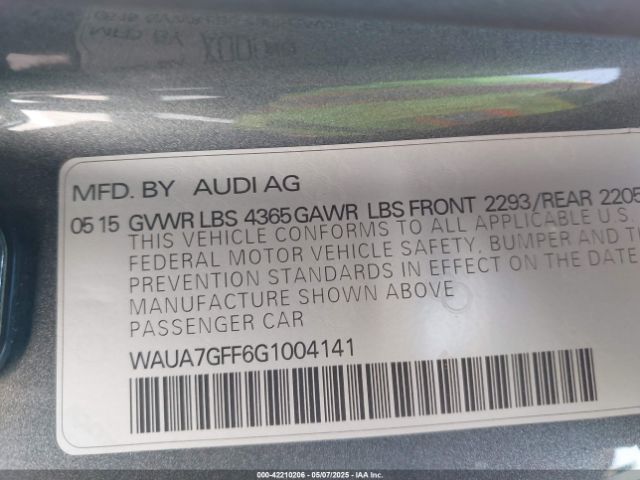 MFD. BY AUDI AG
05 15 GVWR LBS 4365 GAWR LBS FRONT 2293/REAR 2205
THIS VEHICLE CONFORMS TO ALL APPLICABLE U.S.
FEDERAL MOTOR VEHICLE SAFETY, BUMPER AND
PREVENTION STANDARDS IN EFFECT ON THE DATE
MANUFACTURE SHOWN ABOVE
PASSENGER CAR
WAUA7GFF6G1004141
000-42210206 - 05/07/2025 - IAAI.COM